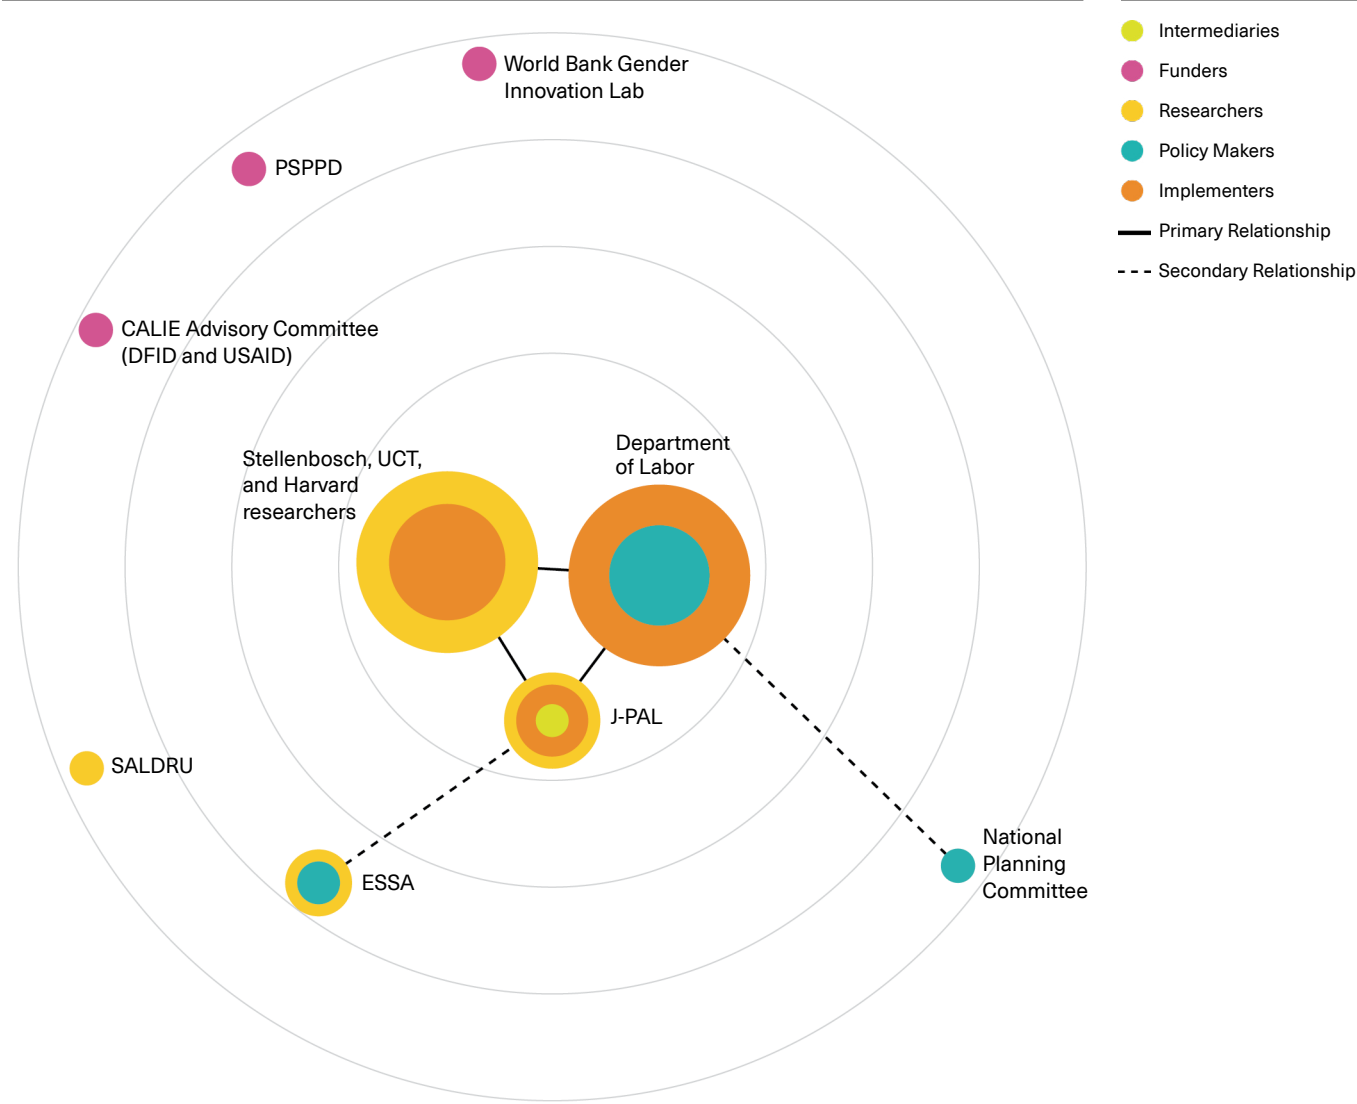 World Bank Gender
Innovation Lab
PSPPD
CALIE Advisory Committee
(DFID and USAID)
Department
of Labor
Stellenbosch, UCT,
and Harvard
researchers
J-PAL
SALDRU
ESSA
National
Planning
Committee
Intermediaries
Funders
Researchers
Policy Makers
Implementers
Primary Relationship
Secondary Relationship